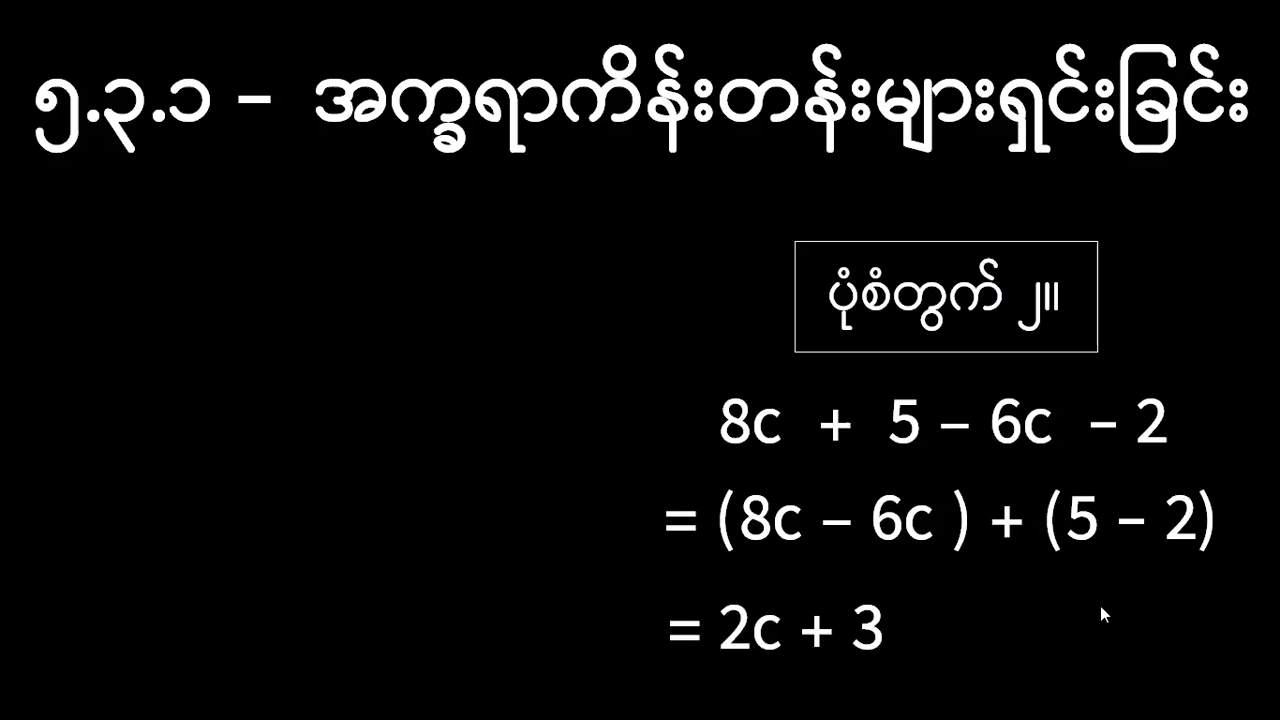 ၅.၃.၁ - အက္ခရာကိန်းတန်းများရှင်းခြင်း
ပုံစံတွက် ၂။
8c + 5 – 6c – 2
= (8c – 6c ) + (5 – 2)
= 2c + 3